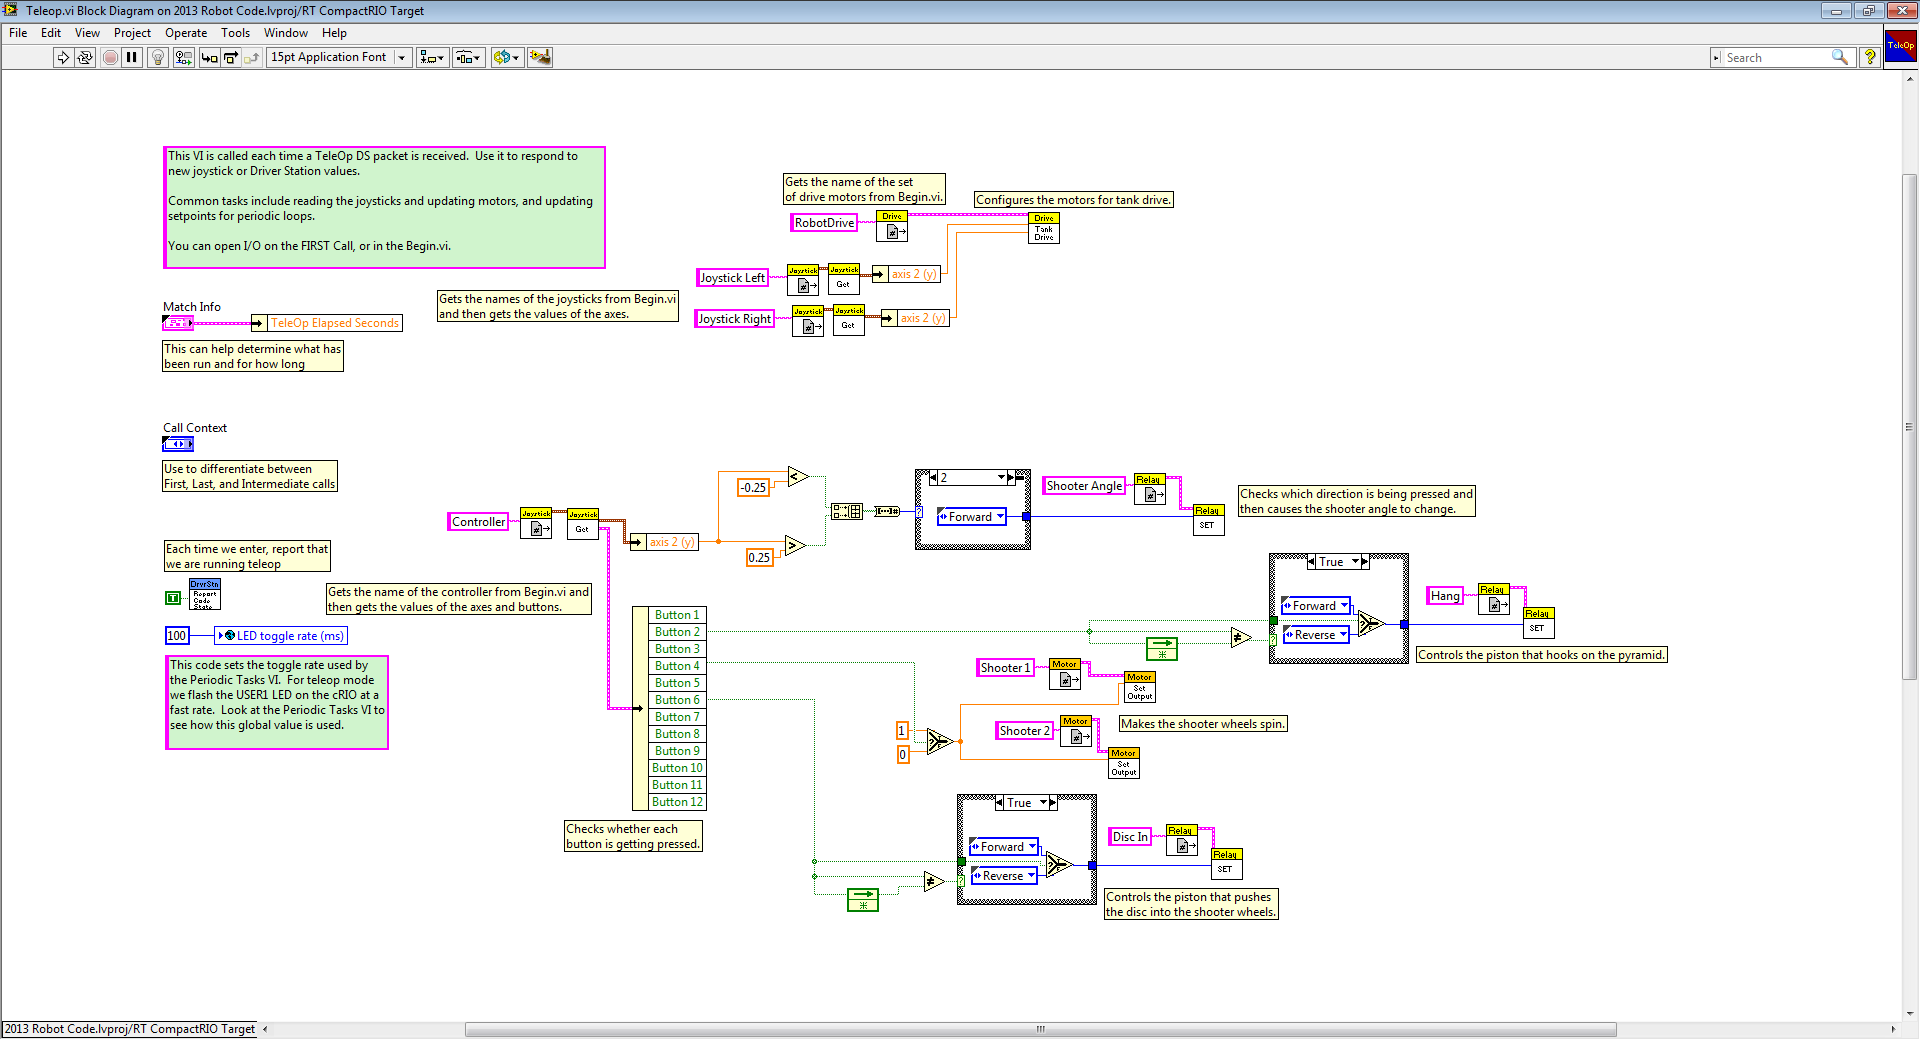 Teleop.vi Block Diagram on 2013 Robot Code.lvproj/RT CompactRIO Target
File Edit View Project Operate Tools Window Help
15pt Application Font
Search
TeleOp
This VI is called each time a TeleOp DS packet is received. Use it to respond to
new joystick or Driver Station values.
Common tasks include reading the joysticks and updating motors, and updating
setpoints for periodic loops.
You can open I/O on the FIRST Call, or in the Begin.vi.
Gets the name of the set
of drive motors from Begin.vi.
Configures the motors for tank drive.
RobotDrive
Drive
Drive
Tank
Drive
Joystick Left
Joystick
Joystick
Get
axis 2 (y)
Gets the names of the joysticks from Begin.vi
and then gets the values of the axes.
Joystick Right
Joystick
Joystick
Get
axis 2 (y)
Match Info
TeleOp Elapsed Seconds
This can help determine what has
been run and for how long
Call Context
Use to differentiate between
First, Last, and Intermediate calls
Controller
Joystick
Joystick
Get
axis 2 (y)
-0.25
<
0.25
>
2
Forward
Shooter Angle
Relay
Relay
SET
Checks which direction is being pressed and
then causes the shooter angle to change.
Each time we enter, report that
we are running teleop
T
DrvrStn
Report
Code
State
Gets the name of the controller from Begin.vi and
then gets the values of the axes and buttons.
100
LED toggle rate (ms)
This code sets the toggle rate used by
the Periodic Tasks VI. For teleop mode
we flash the USER1 LED on the cRIO at a
fast rate. Look at the Periodic Tasks VI to
see how this global value is used.
Button 1
Button 2
Button 3
Button 4
Button 5
Button 6
Button 7
Button 8
Button 9
Button 10
Button 11
Button 12
Checks whether each
button is getting pressed.
True
Forward
Reverse
Hang
Relay
Relay
SET
Controls the piston that hooks on the pyramid.
≠
Shooter 1
Motor
Motor
Set
Output
Makes the shooter wheels spin.
1
0
Shooter 2
Motor
Motor
Set
Output
True
Forward
Reverse
≠
Disc In
Relay
Relay
SET
Controls the piston that pushes
the disc into the shooter wheels.
2013 Robot Code.lvproj/RT CompactRIO Target